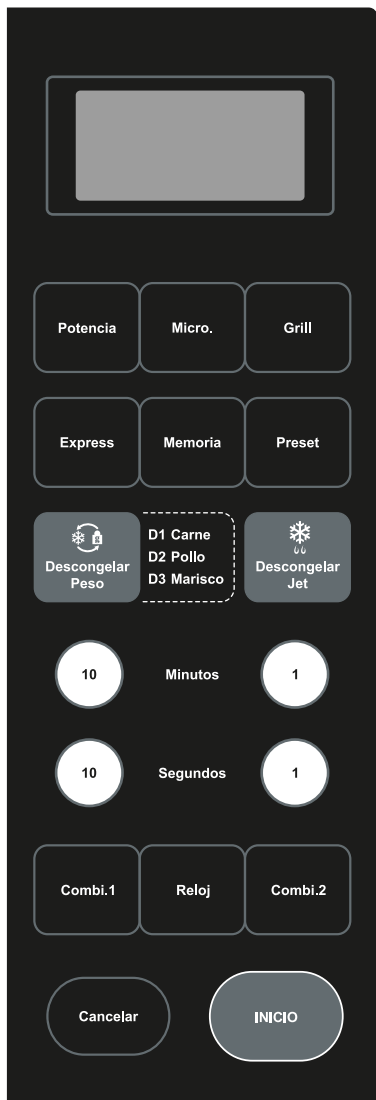 Potencia
Micro.
Grill
Express
Memoria
Preset
Descongelar
Peso
D1 Carne
D2 Pollo
D3 Marisco
Descongelar
Jet
10
Minutos
1
10
Segundos
1
Combi.1
Reloj
Combi.2
Cancelar
INICIO